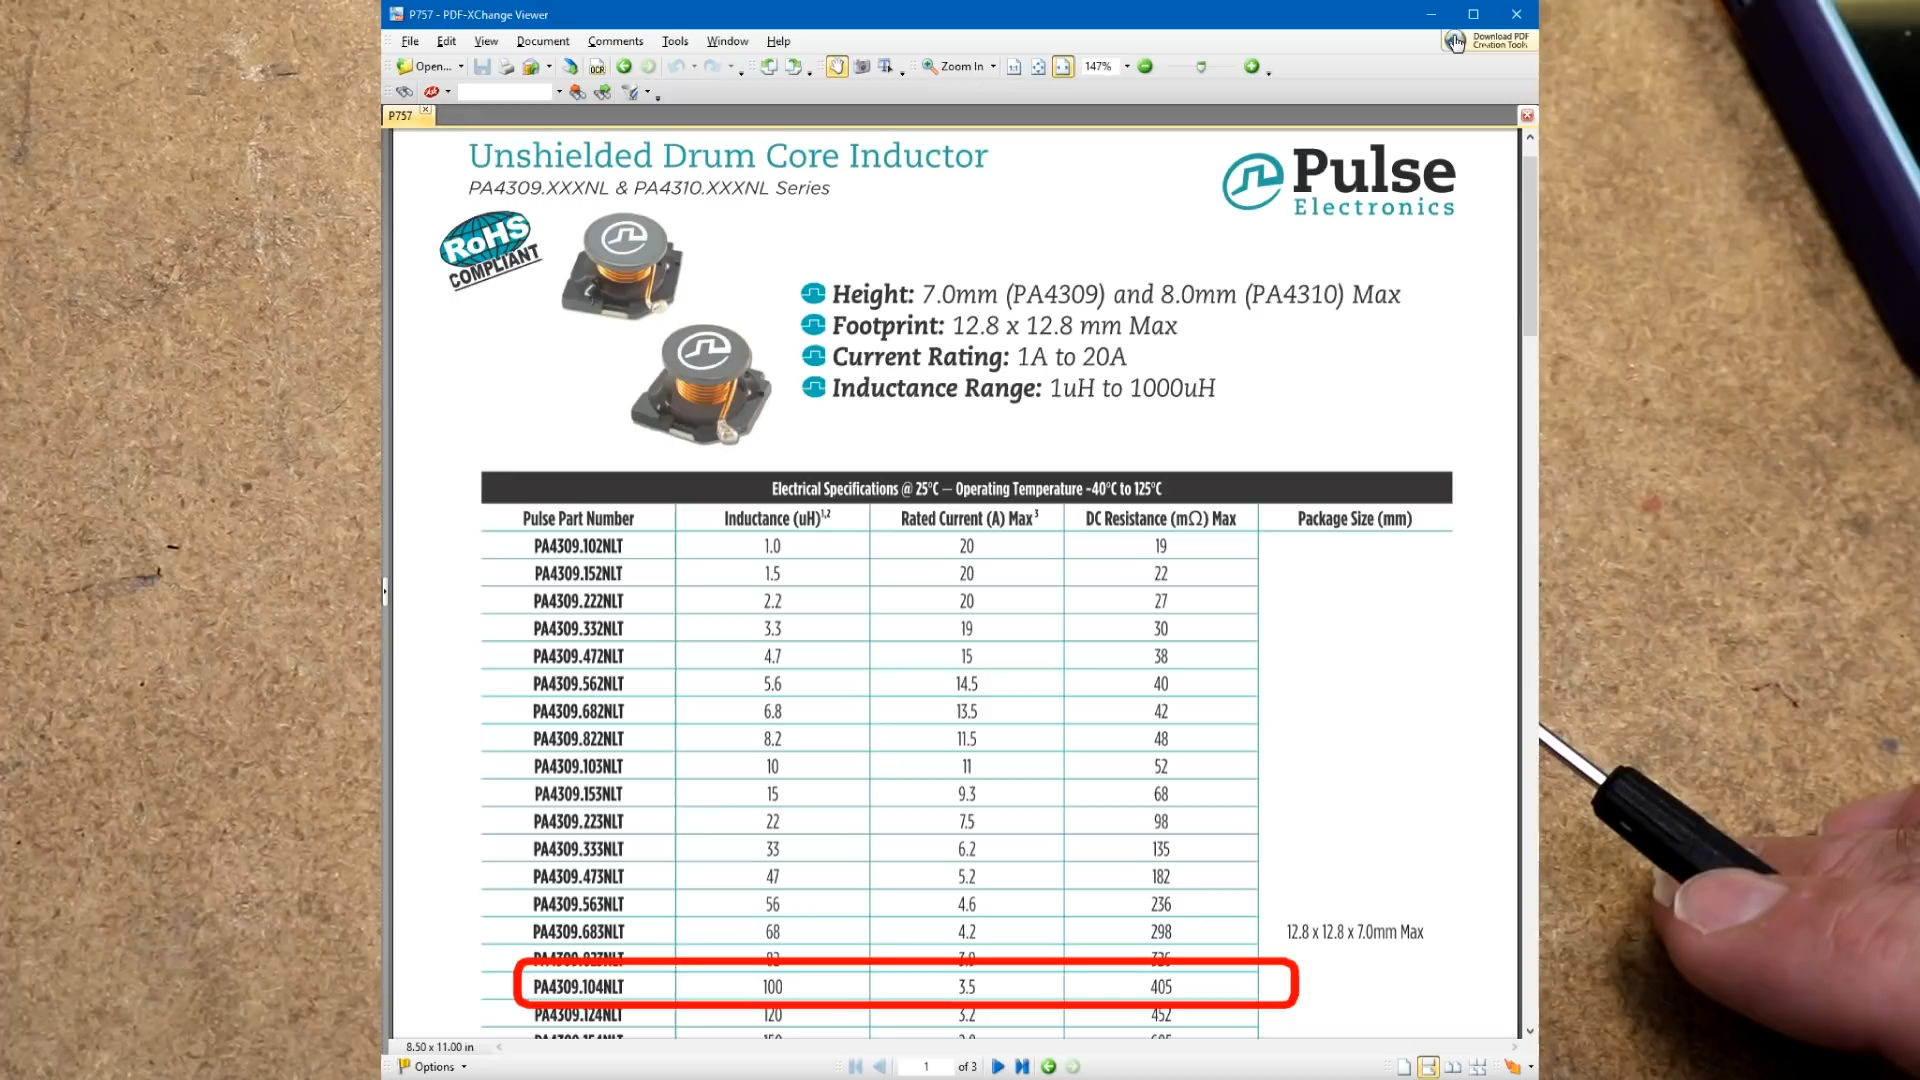 P757 - PDF-XChange Viewer
File Edit View Document Comments Tools Window Help
Download PDF
Creation Tools
Open... OCR Zoom In 147%
P757
Unshielded Drum Core Inductor
PA4309.XXXNL & PA4310.XXXNL Series
Pulse
Electronics
RoHS
COMPLIANT
Height: 7.0mm (PA4309) and 8.0mm (PA4310) Max
Footprint: 12.8 x 12.8 mm Max
Current Rating: 1A to 20A
Inductance Range: 1uH to 1000uH
Electrical Specifications @ 25°C – Operating Temperature -40°C to 125°C
Pulse Part Number Inductance (uH)1,2 Rated Current (A) Max3 DC Resistance (mΩ) Max Package Size (mm)
PA4309.102NLT 1.0 20 19
PA4309.152NLT 1.5 20 22
PA4309.222NLT 2.2 20 27
PA4309.332NLT 3.3 19 30
PA4309.472NLT 4.7 15 38
PA4309.562NLT 5.6 14.5 40
PA4309.682NLT 6.8 13.5 42
PA4309.822NLT 8.2 11.5 48
PA4309.103NLT 10 11 52
PA4309.153NLT 15 9.3 68
PA4309.223NLT 22 7.5 98
PA4309.333NLT 33 6.2 135
PA4309.473NLT 47 5.2 182
PA4309.563NLT 56 4.6 236
PA4309.683NLT 68 4.2 298 12.8 x 12.8 x 7.0mm Max
PA4309.823NLT 82 3.9 326
PA4309.104NLT 100 3.5 405
PA4309.124NLT 120 3.2 452
8.50 x 11.00 in
Options 1 of 3